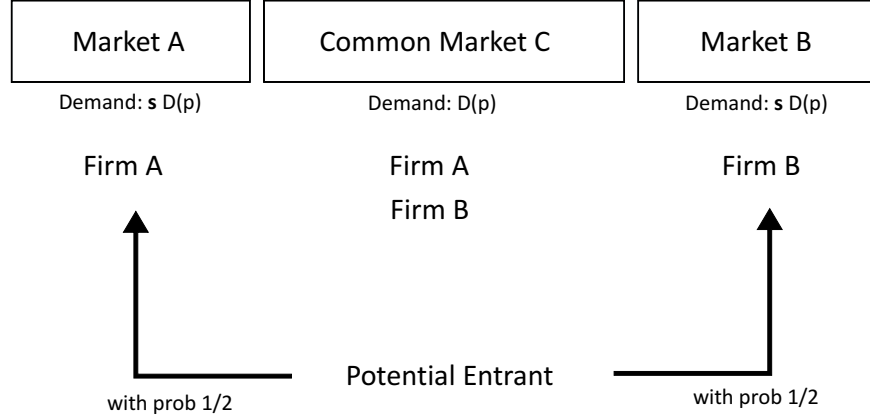 Market A
Common Market C
Market B
Demand: s D(p)
Demand: D(p)
Demand: s D(p)
Firm A
Firm A
Firm B
Firm B
Potential Entrant
with prob 1/2
with prob 1/2